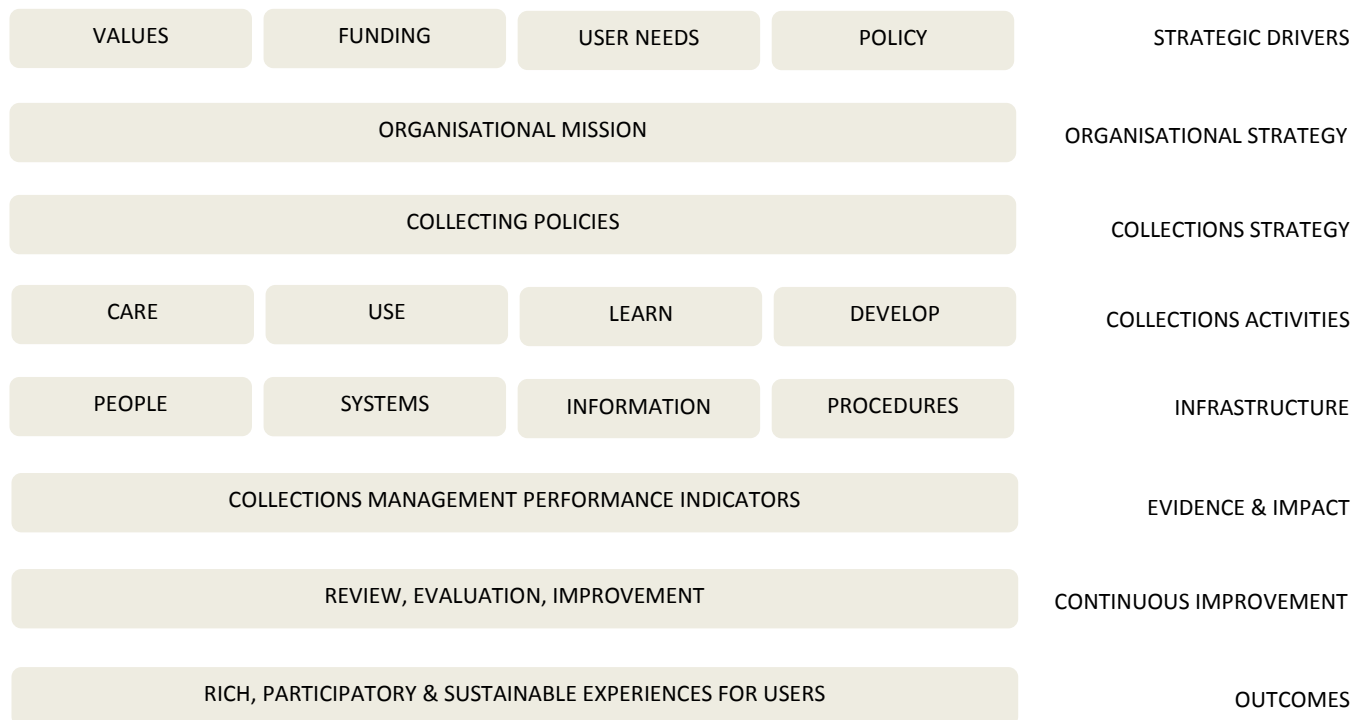 VALUES FUNDING USER NEEDS POLICY STRATEGIC DRIVERS
ORGANISATIONAL MISSION ORGANISATIONAL STRATEGY
COLLECTING POLICIES COLLECTIONS STRATEGY
CARE USE LEARN DEVELOP COLLECTIONS ACTIVITIES
PEOPLE SYSTEMS INFORMATION PROCEDURES INFRASTRUCTURE
COLLECTIONS MANAGEMENT PERFORMANCE INDICATORS EVIDENCE & IMPACT
REVIEW, EVALUATION, IMPROVEMENT CONTINUOUS IMPROVEMENT
RICH, PARTICIPATORY & SUSTAINABLE EXPERIENCES FOR USERS OUTCOMES